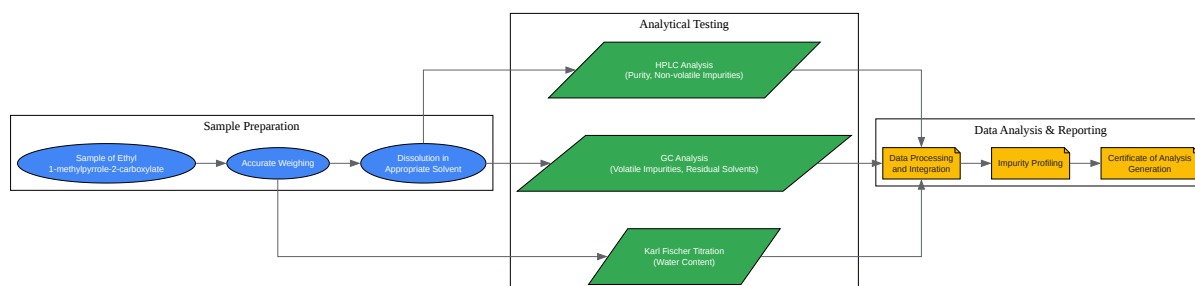 Analytical Testing
HPLC Analysis
(Purity, Non-volatile Impurities)
Sample Preparation
Sample of Ethyl
1-methylpyrrole-2-carboxylate
Accurate Weighing
Dissolution in
Appropriate Solvent
GC Analysis
(Volatile Impurities, Residual Solvents)
Karl Fischer Titration
(Water Content)
Data Analysis & Reporting
Data Processing
and Integration
Impurity Profiling
Certificate of Analysis
Generation